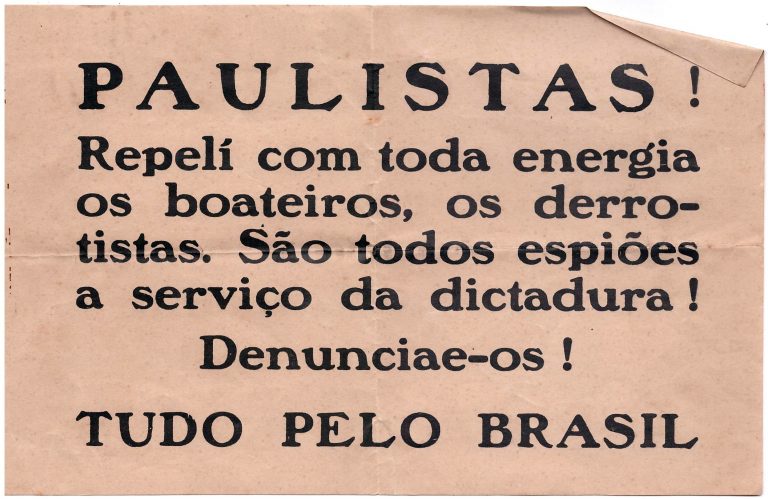 PAULISTAS !
Repelí com toda energia
os boateiros, os derro-
tistas. São todos espiões
a serviço da dictadura !
Denunciae-os !
TUDO PELO BRASIL